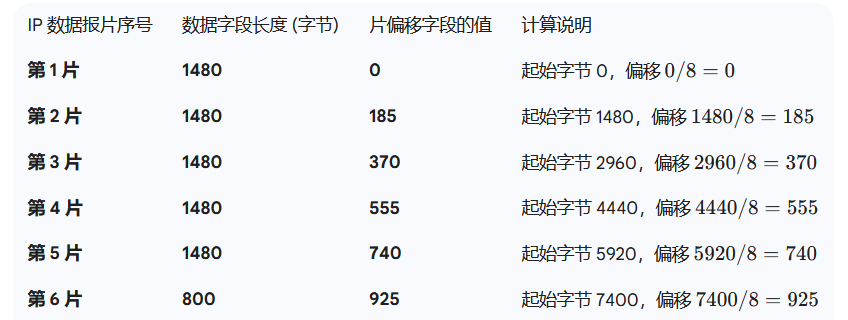 IP 数据报片序号 数据字段长度 (字节) 片偏移字段的值 计算说明
第 1 片 1480 0 起始字节 0，偏移 0/8 = 0
第 2 片 1480 185 起始字节 1480，偏移 1480/8 = 185
第 3 片 1480 370 起始字节 2960，偏移 2960/8 = 370
第 4 片 1480 555 起始字节 4440，偏移 4440/8 = 555
第 5 片 1480 740 起始字节 5920，偏移 5920/8 = 740
第 6 片 800 925 起始字节 7400，偏移 7400/8 = 925